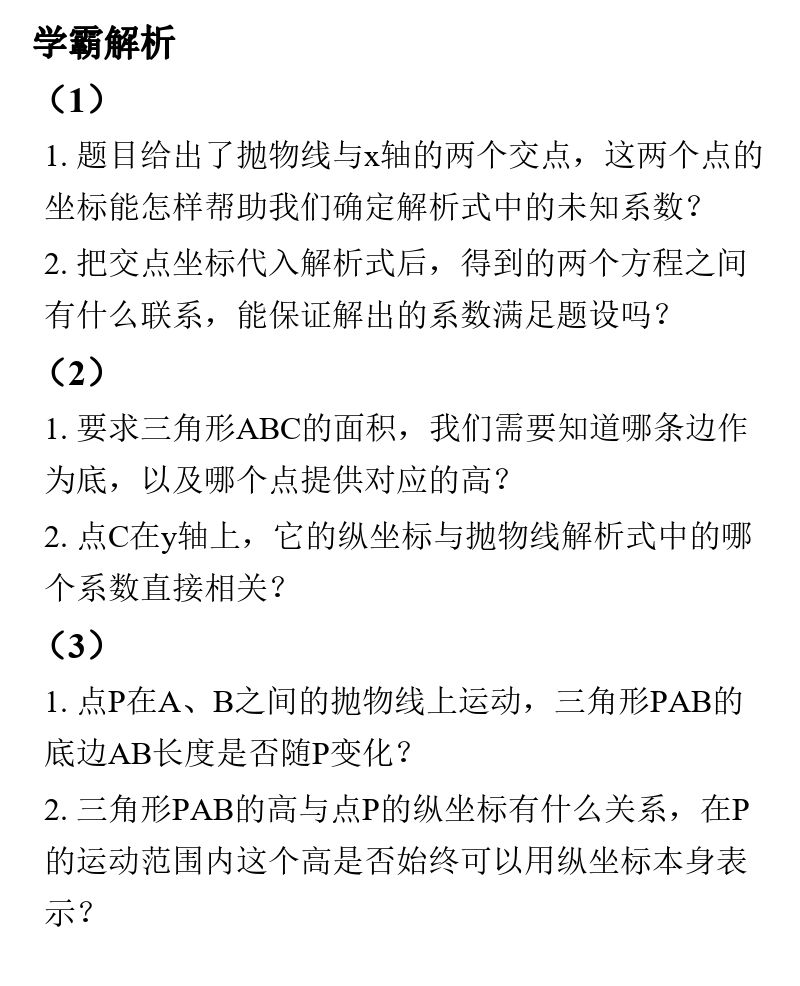 学霸解析
（1）
1. 题目给出了抛物线与x轴的两个交点，这两个点的
坐标能怎样帮助我们确定解析式中的未知系数？
2. 把交点坐标代入解析式后，得到的两个方程之间
有什么联系，能保证解出的系数满足题设吗？
（2）
1. 要求三角形ABC的面积，我们需要知道哪条边作
为底，以及哪个点提供对应的高？
2. 点C在y轴上，它的纵坐标与抛物线解析式中的哪
个系数直接相关？
（3）
1. 点P在A、B之间的抛物线上运动，三角形PAB的
底边AB长度是否随P变化？
2. 三角形PAB的高与点P的纵坐标有什么关系，在P
的运动范围内这个高是否始终可以用纵坐标本身表
示？